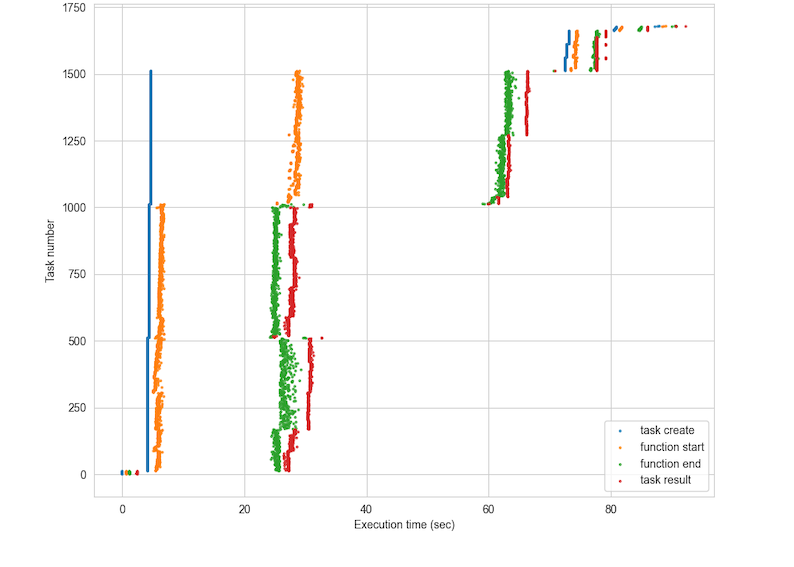 1750
1500
1250
1000
750
500
250
0
Task number
0
20
40
60
80
Execution time (sec)
task create
function start
function end
task result